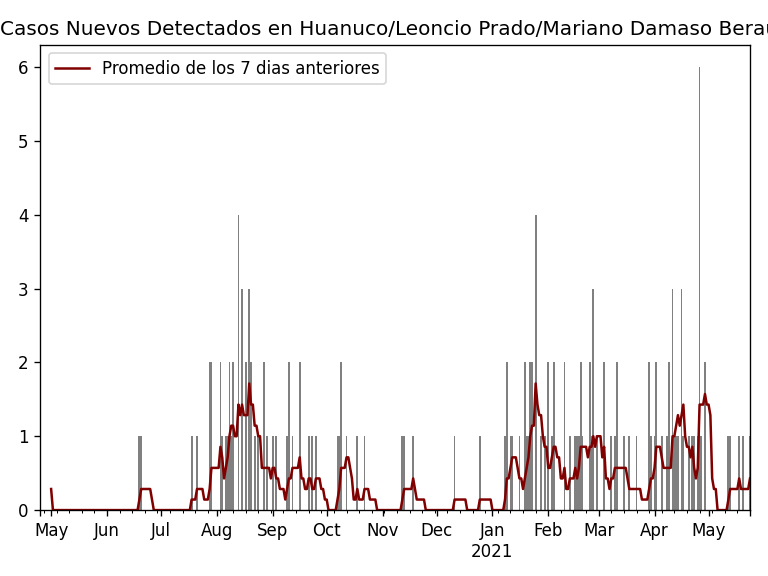 Casos Nuevos Detectados en Huanuco/Leoncio Prado/Mariano Damaso
Promedio de los 7 dias anteriores
6
5
4
3
2
1
0
May Jun Jul Aug Sep Oct Nov Dec Jan Feb Mar Apr May
2021